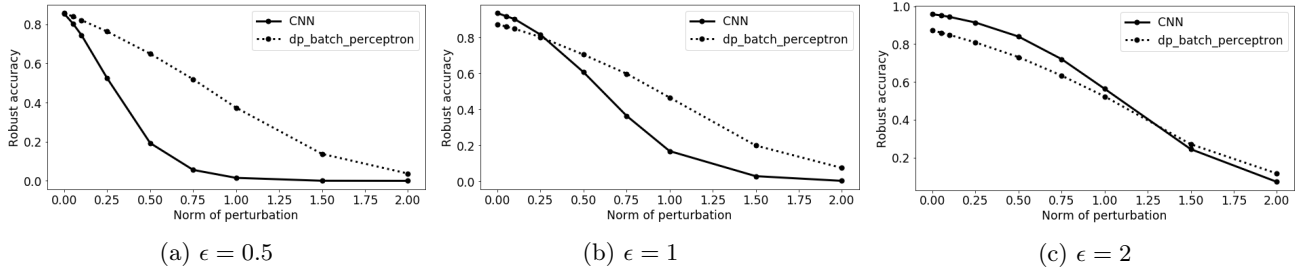 CNN
dp_batch_perceptron
Robust accuracy
0.8
0.6
0.4
0.2
0.0
0.00 0.25 0.50 0.75 1.00 1.25 1.50 1.75 2.00
Norm of perturbation
(a) ϵ = 0.5
CNN
dp_batch_perceptron
Robust accuracy
0.8
0.6
0.4
0.2
0.0
0.00 0.25 0.50 0.75 1.00 1.25 1.50 1.75 2.00
Norm of perturbation
(b) ϵ = 1
CNN
dp_batch_perceptron
Robust accuracy
1.0
0.8
0.6
0.4
0.2
0.00 0.25 0.50 0.75 1.00 1.25 1.50 1.75 2.00
Norm of perturbation
(c) ϵ = 2